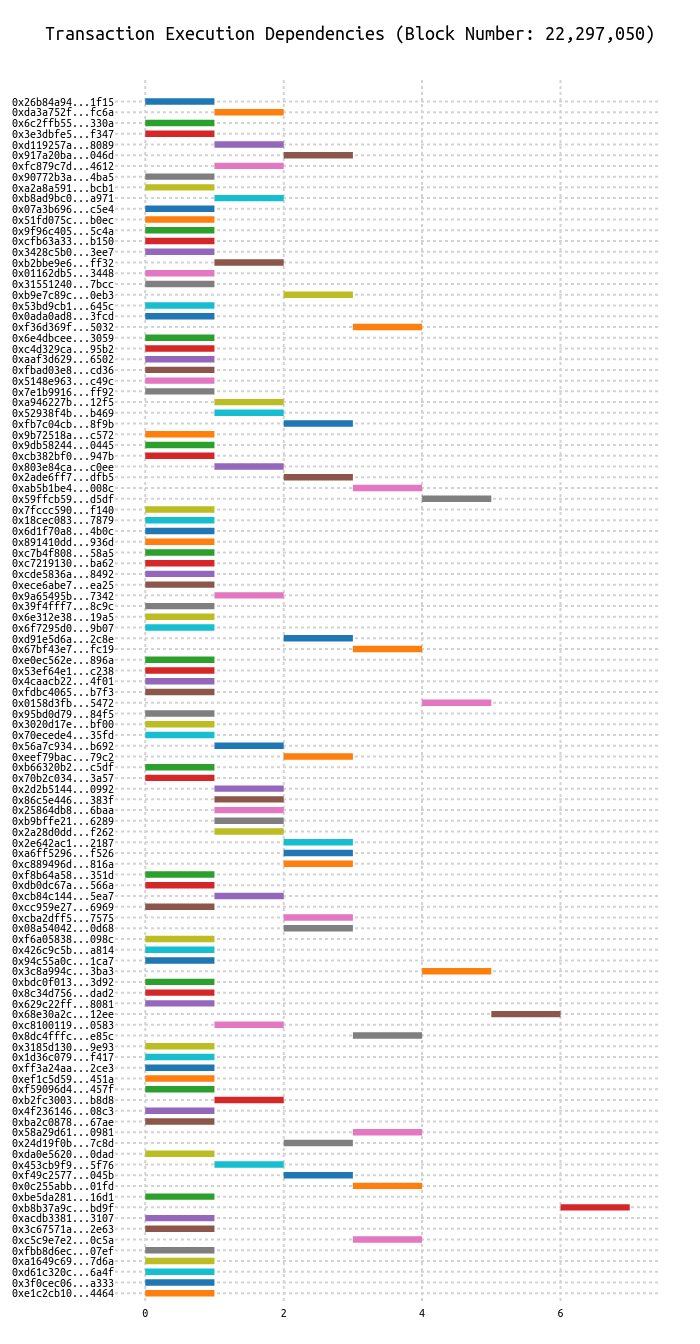 Transaction Execution Dependencies (Block Number: 22,297,050)
0x26b84a94...1f15
0xda3a752f...fc6a
0x6c2ffb55...330a
0x3e3dbfe5...f347
0xd119257a...8089
0x917a20ba...046d
0xfc879c7d...4612
0x90772b3a...4ba5
0xa2a8a591...bcb1
0xb8ad9bc0...a971
0x07a3b696...c5e4
0x51fd075c...b0ec
0x9f96c405...5c4a
0xcfb63a33...b150
0x3428c5b0...3ee7
0xb2bbe9e6...ff32
0x01162db5...3448
0x31551240...7bcc
0xb9e7c89c...0eb3
0x53bd9cb1...645c
0x0ada0ad8...3fcd
0xf36d369f...5032
0x6e4dbcee...3059
0xc4d329ca...95b2
0xaaf3d629...6502
0xfbad03e8...cd36
0x5148e963...c49c
0x7e1b9916...ff92
0xa946227b...12f5
0x52938f4b...b469
0xfb7c04cb...8f9b
0x9b72518a...c572
0x9db58244...0445
0xcb382bf0...947b
0x803e84ca...c0ee
0x2ade6ff7...dfb5
0xab5b1be4...008c
0x59ffcb59...d5df
0x7fccc590...f140
0x18cec083...7879
0x6d1f70a8...4b0c
0x891410dd...936d
0xc7b4f808...58a5
0xc7219130...ba62
0xcde5836a...8492
0xece6abe7...ea25
0x9a65495b...7342
0x39f4fff7...8c9c
0x6e312e38...19a5
0x6f7295d0...9b07
0xd91e5d6a...2c8e
0x67bf43e7...fc19
0xe0ec562e...896a
0x53ef64e1...c238
0x4caacb22...4f01
0xfdbc4065...b7f3
0x0158d3fb...5472
0x95bd0d79...84f5
0x3020d17e...bf00
0x70ecede4...35fd
0x56a7c934...b692
0xeef79bac...79c2
0xb66320b2...c5df
0x70b2c034...3a57
0x2d2b5144...0992
0x86c5e446...383f
0x25864db8...6baa
0xb9bffe21...6289
0x2a28d0dd...f262
0x2e642ac1...2187
0xa6ff5296...f526
0xc889496d...816a
0xf8b64a58...351d
0xdb0dc67a...566a
0xcb84c144...5ea7
0xcc959e27...6969
0xcba2dff5...7575
0x08a54042...0d68
0xf6a05838...098c
0x426c9c5b...a814
0x94c55a0c...1ca7
0x3c8a994c...3ba3
0xbdc0f013...3d92
0x8c34d756...dad2
0x629c22ff...8081
0x68e30a2c...12ee
0xc8100119...0583
0x8dc4fffc...e85c
0x3185d130...9e93
0x1d36c079...f417
0xff3a24aa...2ce3
0xef1c5d59...451a
0xf59096d4...457f
0xb2fc3003...b8d8
0x4f236146...08c3
0xba2c0878...67ae
0x58a29d61...0981
0x24d19f0b...7c8d
0xda0e5620...0dad
0x453cb9f9...5f76
0xf49c2577...045b
0x0c255abb...01fd
0xbe5da281...16d1
0xb8b37a9c...bd9f
0xacdb3381...3107
0x3c67571a...2e63
0xc5c9e7e2...0c5a
0xfbb8d6ec...07ef
0xa1649c69...7d6a
0xd61c320c...6a4f
0x3f0cec06...a333
0xe1c2cb10...4464
0 2 4 6